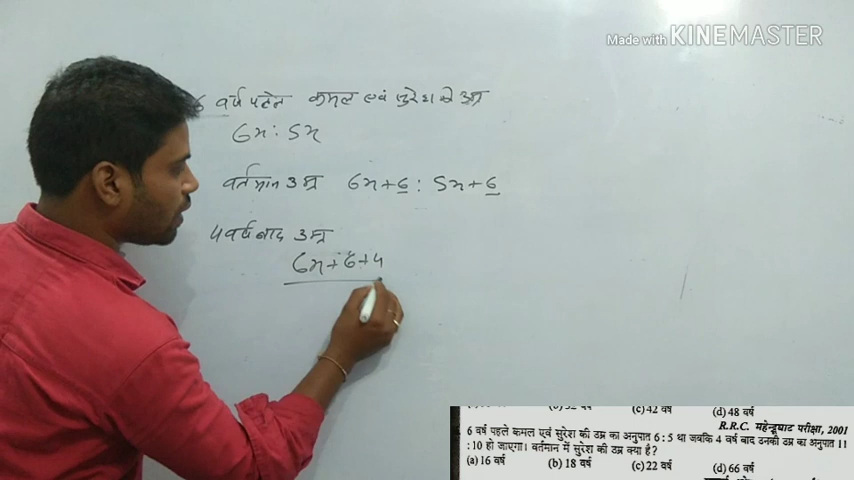 Made with KINEMASTER
6 वर्ष पहले कमल एवं सुरेश के उम्र
6x : 5x
वर्तमान उम्र 6x+6 : 5x+6
4 वर्ष बाद उम्र
6x+6+4
(c) 42 वर्ष (d) 48 वर्ष
R.R.C. महेन्द्रूघाट परीक्षा, 2001
6 वर्ष पहले कमल एवं सुरेश की उम्र का अनुपात 6 : 5 था जबकि 4 वर्ष बाद उनकी उम्र का अनुपात 11
: 10 हो जाएगा। वर्तमान में सुरेश की उम्र क्या है?
(a) 16 वर्ष (b) 18 वर्ष (c) 22 वर्ष (d) 66 वर्ष